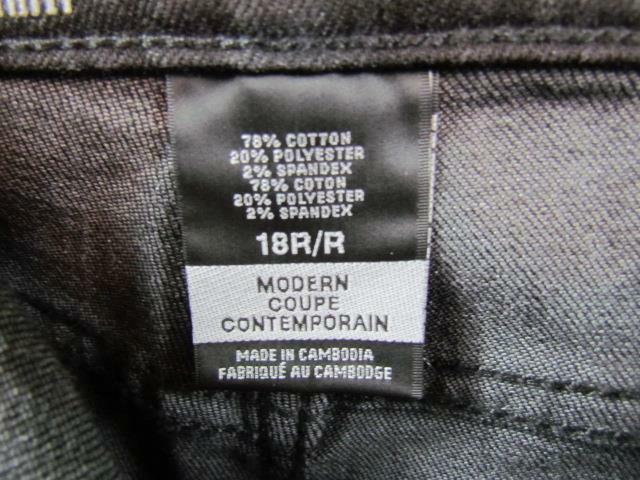 78% COTTON
20% POLYESTER
2% SPANDEX
78% COTON
20% POLYESTER
2% SPANDEX
18R/R
MODERN
COUPE
CONTEMPORAIN
MADE IN CAMBODIA
FABRIQUÉ AU CAMBODGE